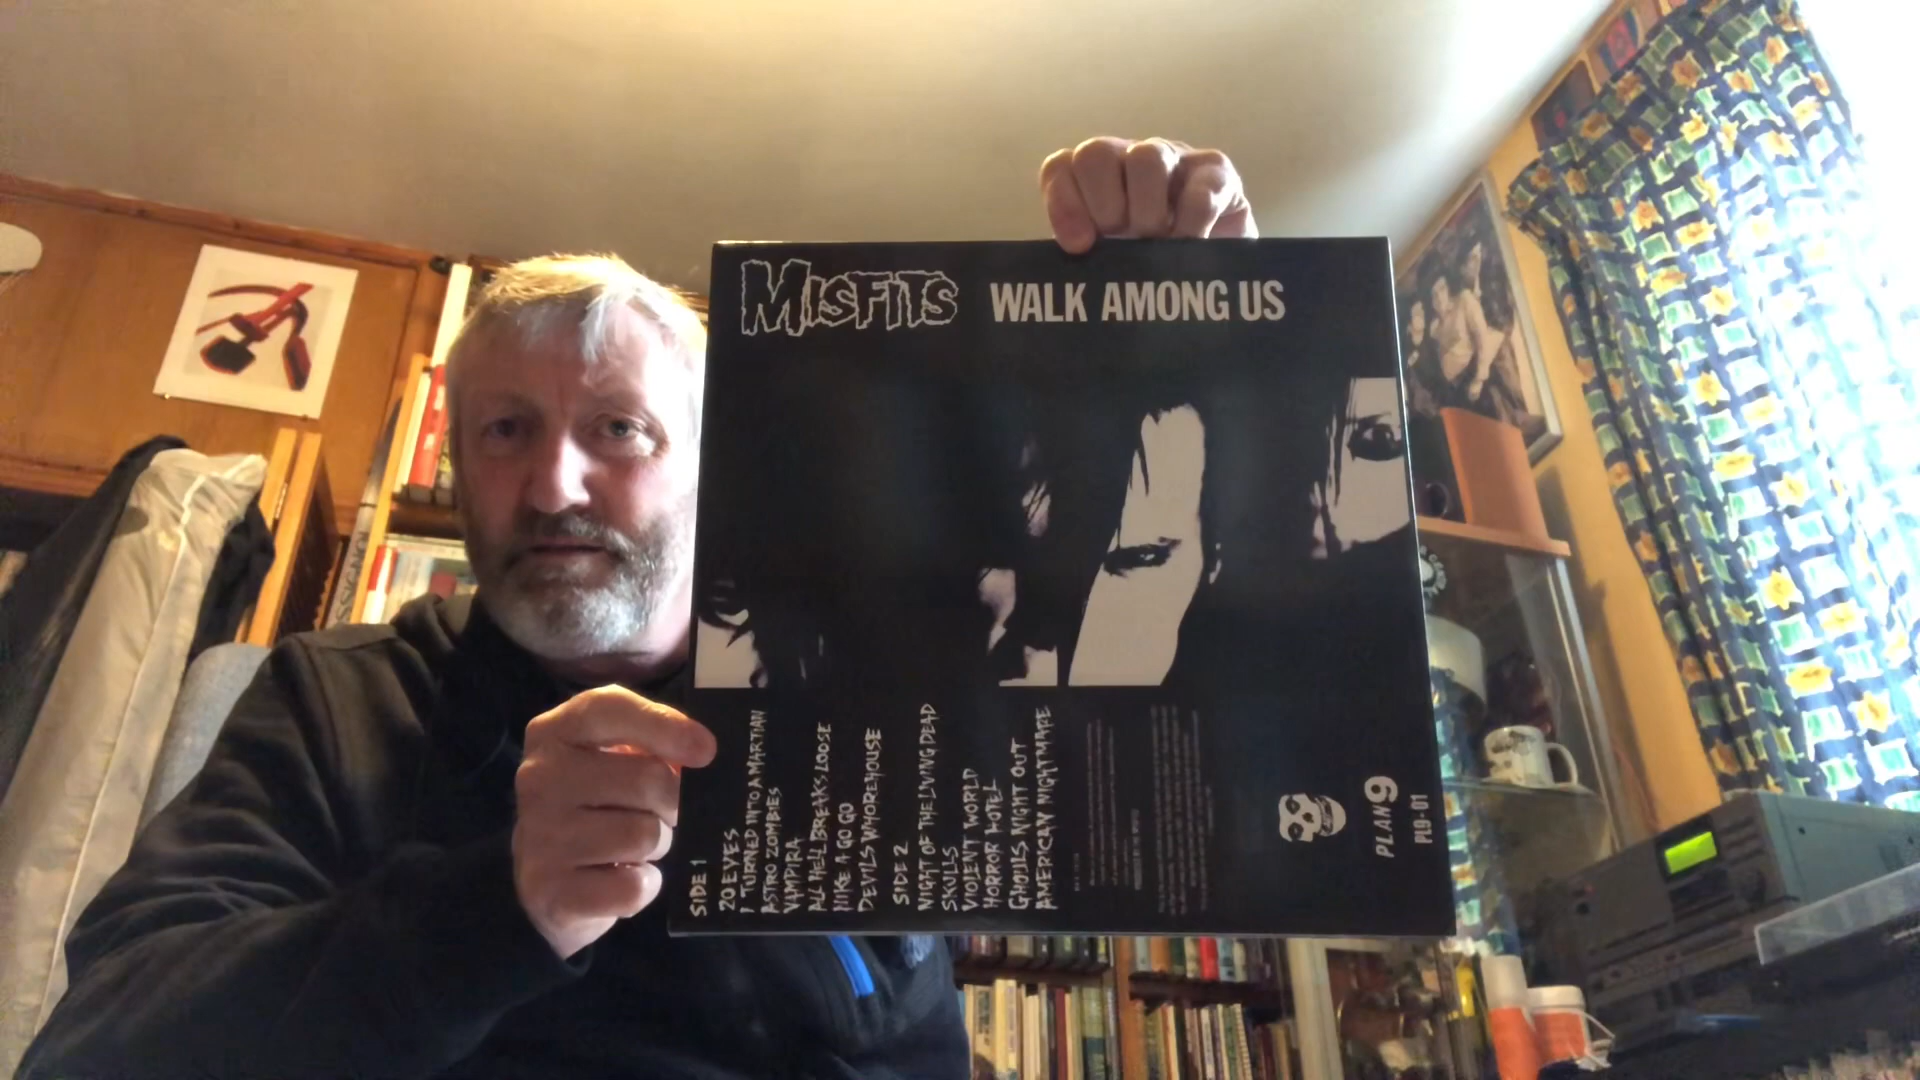 MISFITS WALK AMONG US
SIDE 1
20 EYES
I TURNED INTO A MARTIAN
ASTRO ZOMBIES
VAMPIRA
ALL HELL BREAKS LOOSE
NIKE A GO GO
DEVILS WHOREHOUSE
SIDE 2
NIGHT OF THE LIVING DEAD
SKULLS
VIOLENT WORLD
HORROR HOTEL
GHOULS NIGHT OUT
AMERICAN NIGHTMARE
PLAN 9
PL9-01